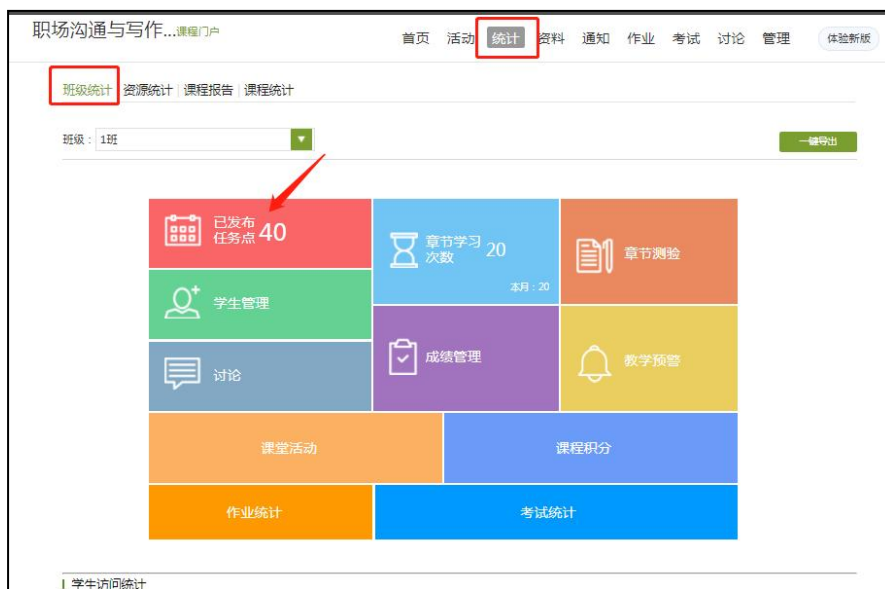 职场沟通与写作...课程门户
首页 活动 统计 资料 通知 作业 考试 讨论 管理 体验新版
班级统计 资源统计 课程报告 课程统计
班级：1班
一键导出
已发布
任务点 40
章节学习
次数 20
本月：20
章节测验
学生管理
成绩管理
教学预警
讨论
课堂活动
课程积分
作业统计
考试统计
学生访问统计